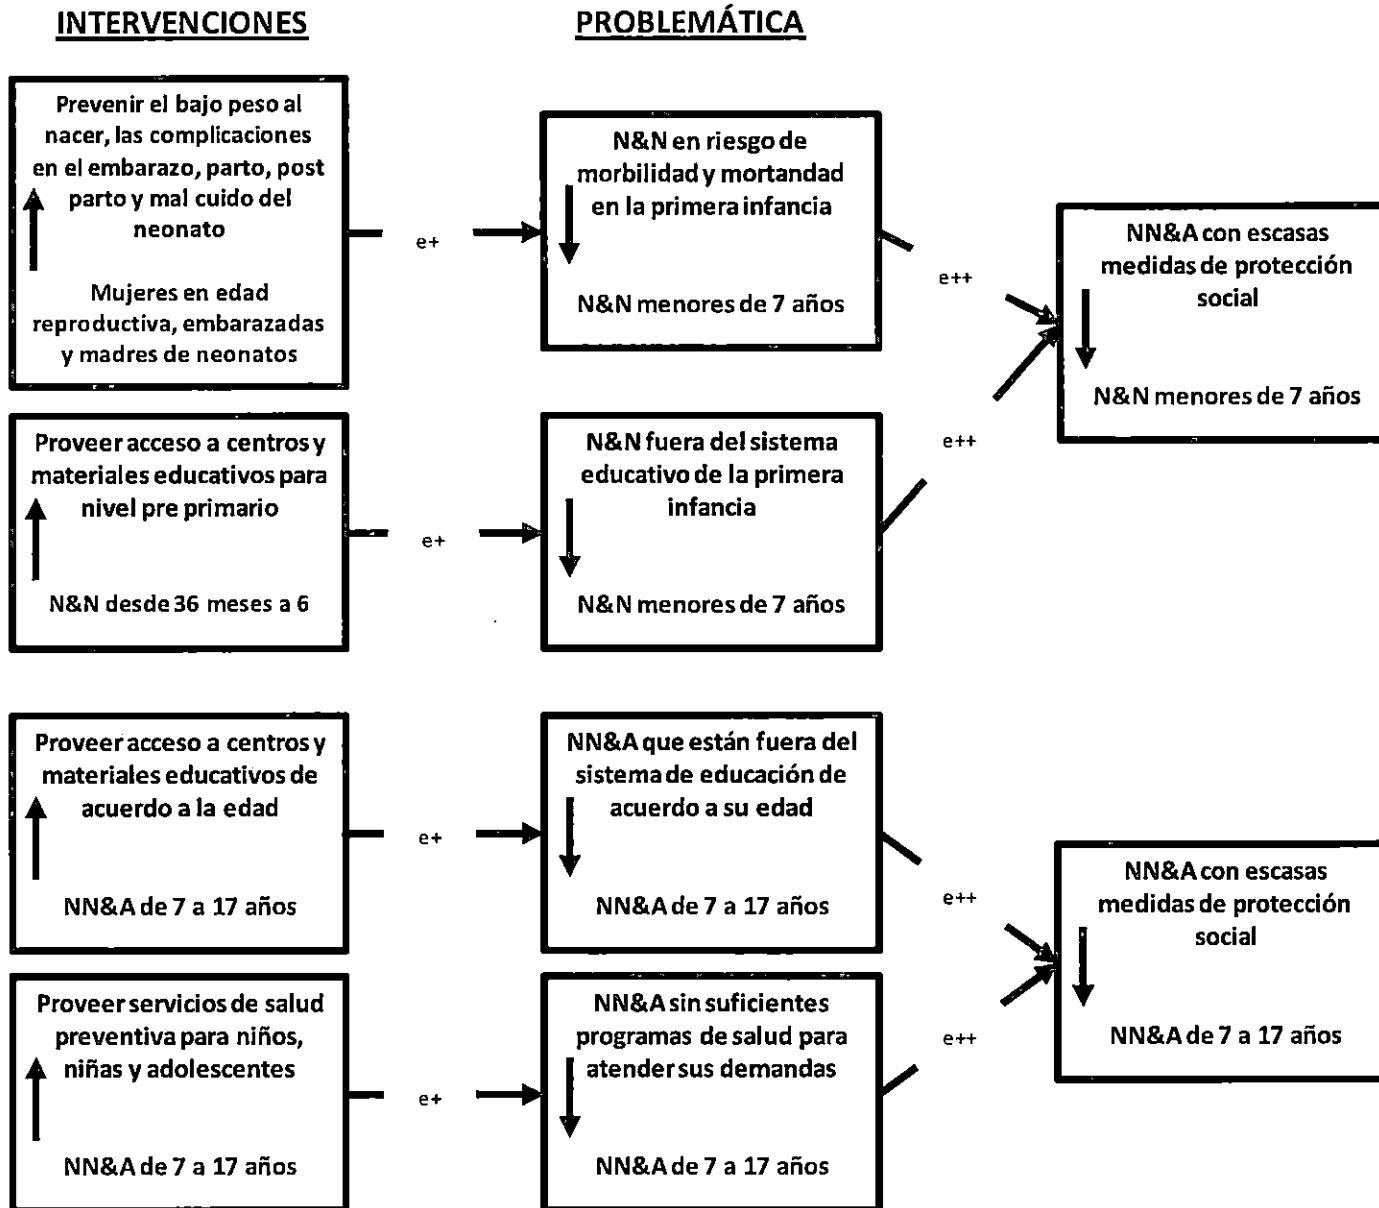 INTERVENCIONES
PROBLEMÁTICA
Prevenir el bajo peso al
nacer, las complicaciones
en el embarazo, parto, post
parto y mal cuido del
neonato
Mujeres en edad
reproductiva, embarazadas
y madres de neonatos
e+
N&N en riesgo de
morbilidad y mortandad
en la primera infancia
N&N menores de 7 años
e++
NN&A con escasas
medidas de protección
social
N&N menores de 7 años
Proveer acceso a centros y
materiales educativos para
nivel pre primario
N&N desde 36 meses a 6
e+
N&N fuera del sistema
educativo de la primera
infancia
N&N menores de 7 años
e++
Proveer acceso a centros y
materiales educativos de
acuerdo a la edad
NN&A de 7 a 17 años
e+
NN&A que están fuera del
sistema de educación de
acuerdo a su edad
NN&A de 7 a 17 años
e++
NN&A con escasas
medidas de protección
social
NN&A de 7 a 17 años
Proveer servicios de salud
preventiva para niños,
niñas y adolescentes
NN&A de 7 a 17 años
e+
NN&A sin suficientes
programas de salud para
atender sus demandas
NN&A de 7 a 17 años
e++